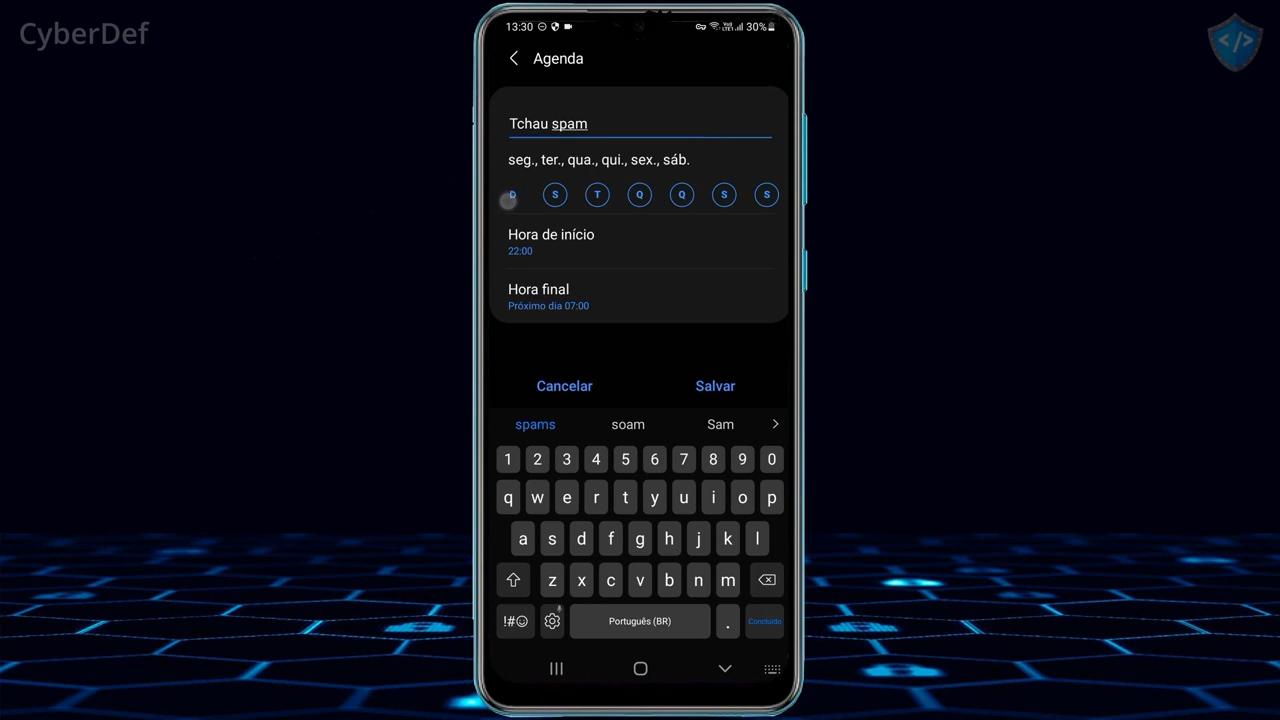 CyberDef
</>
13:30 30%
Agenda
Tchau spam
seg., ter., qua., qui., sex., sáb.
D S T Q Q S S
Hora de início
22:00
Hora final
Próximo dia 07:00
Cancelar Salvar
spams soam Sam
1 2 3 4 5 6 7 8 9 0
q w e r t y u i o p
a s d f g h j k l
z x c v b n m
!#☺ Português (BR) . Concluído